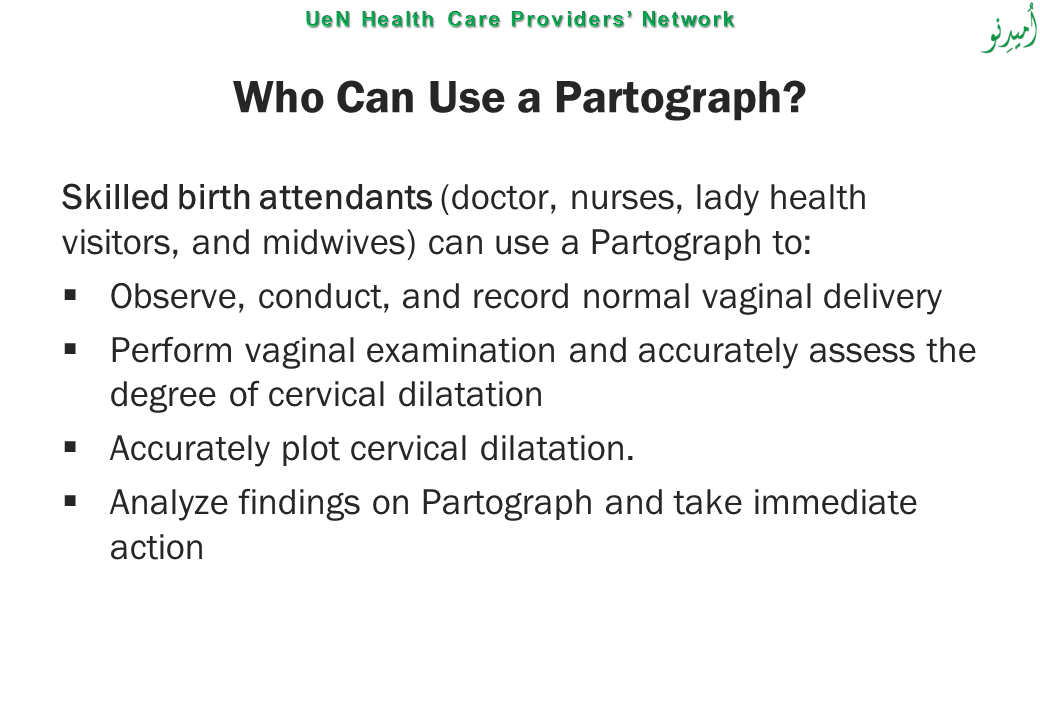 UeN Health Care Providers’ Network
اُمیدِنو
Who Can Use a Partograph?
Skilled birth attendants (doctor, nurses, lady health
visitors, and midwives) can use a Partograph to:
▪ Observe, conduct, and record normal vaginal delivery
▪ Perform vaginal examination and accurately assess the
degree of cervical dilatation
▪ Accurately plot cervical dilatation.
▪ Analyze findings on Partograph and take immediate
action